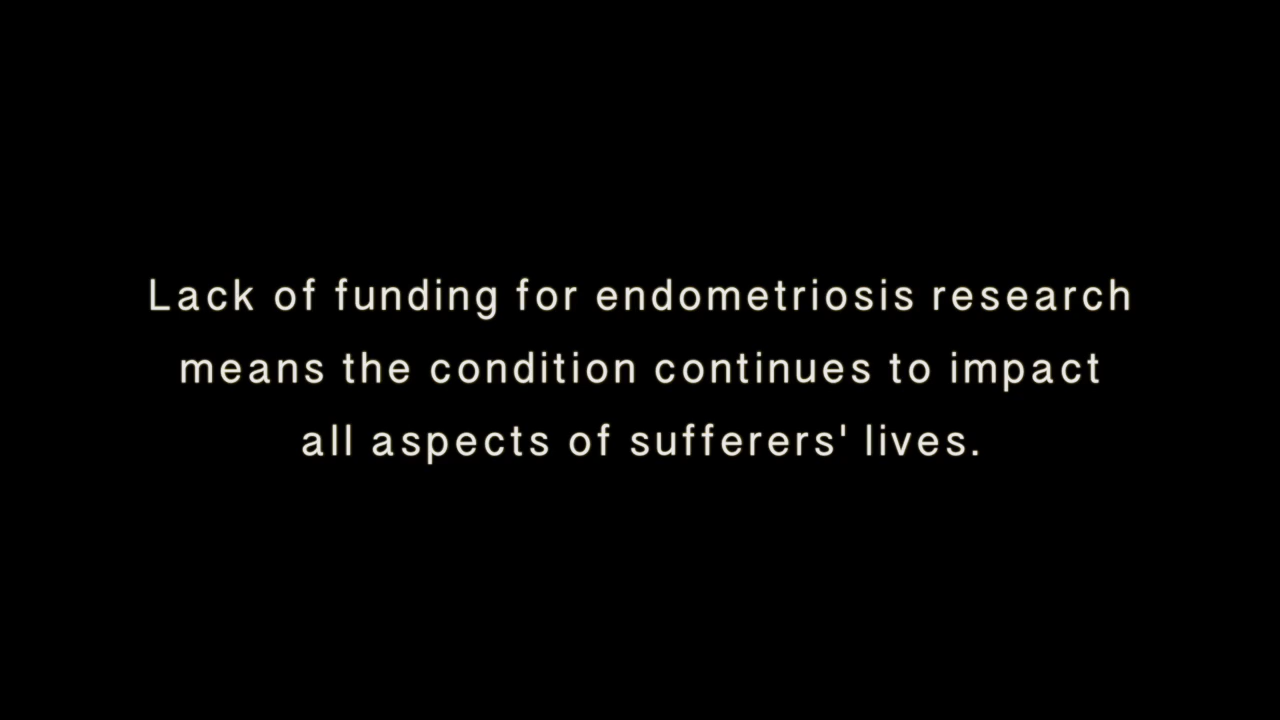 Lack of funding for endometriosis research
means the condition continues to impact
all aspects of sufferers' lives.